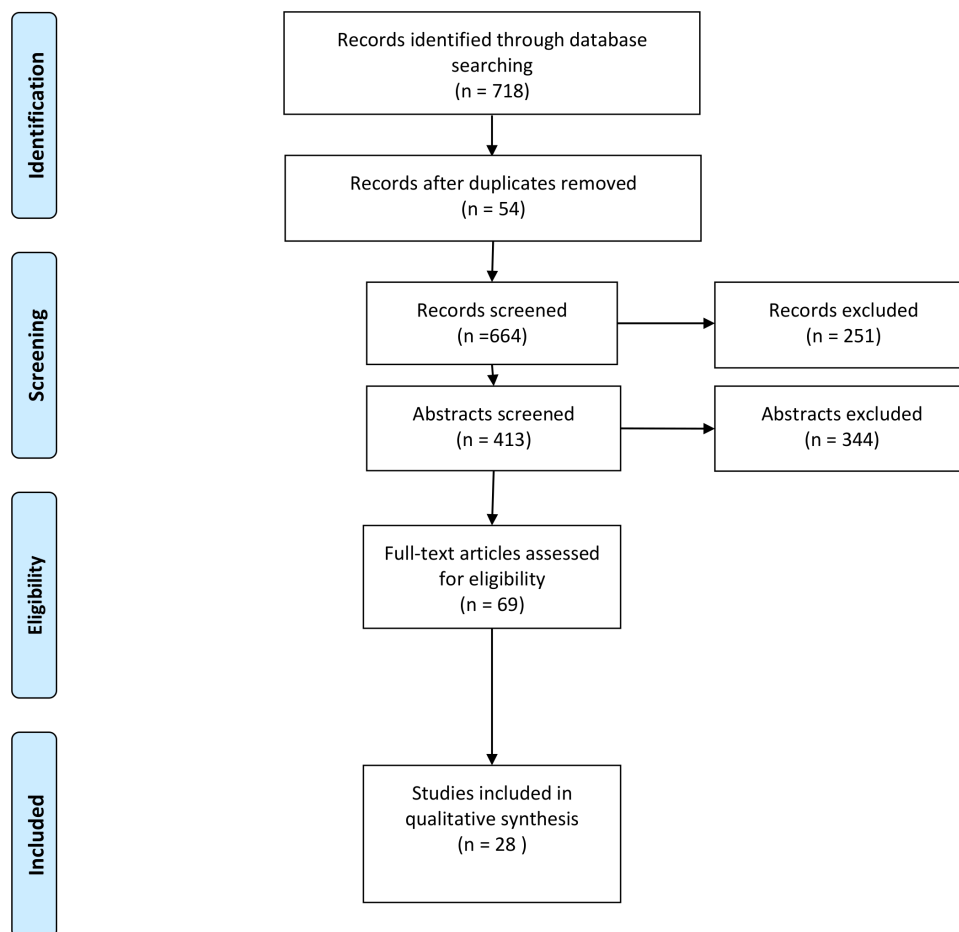 Identification
Records identified through database
searching
(n = 718)
Records after duplicates removed
(n = 54)
Screening
Records screened
(n =664)
Records excluded
(n = 251)
Abstracts screened
(n = 413)
Abstracts excluded
(n = 344)
Eligibility
Full-text articles assessed
for eligibility
(n = 69)
Included
Studies included in
qualitative synthesis
(n = 28 )